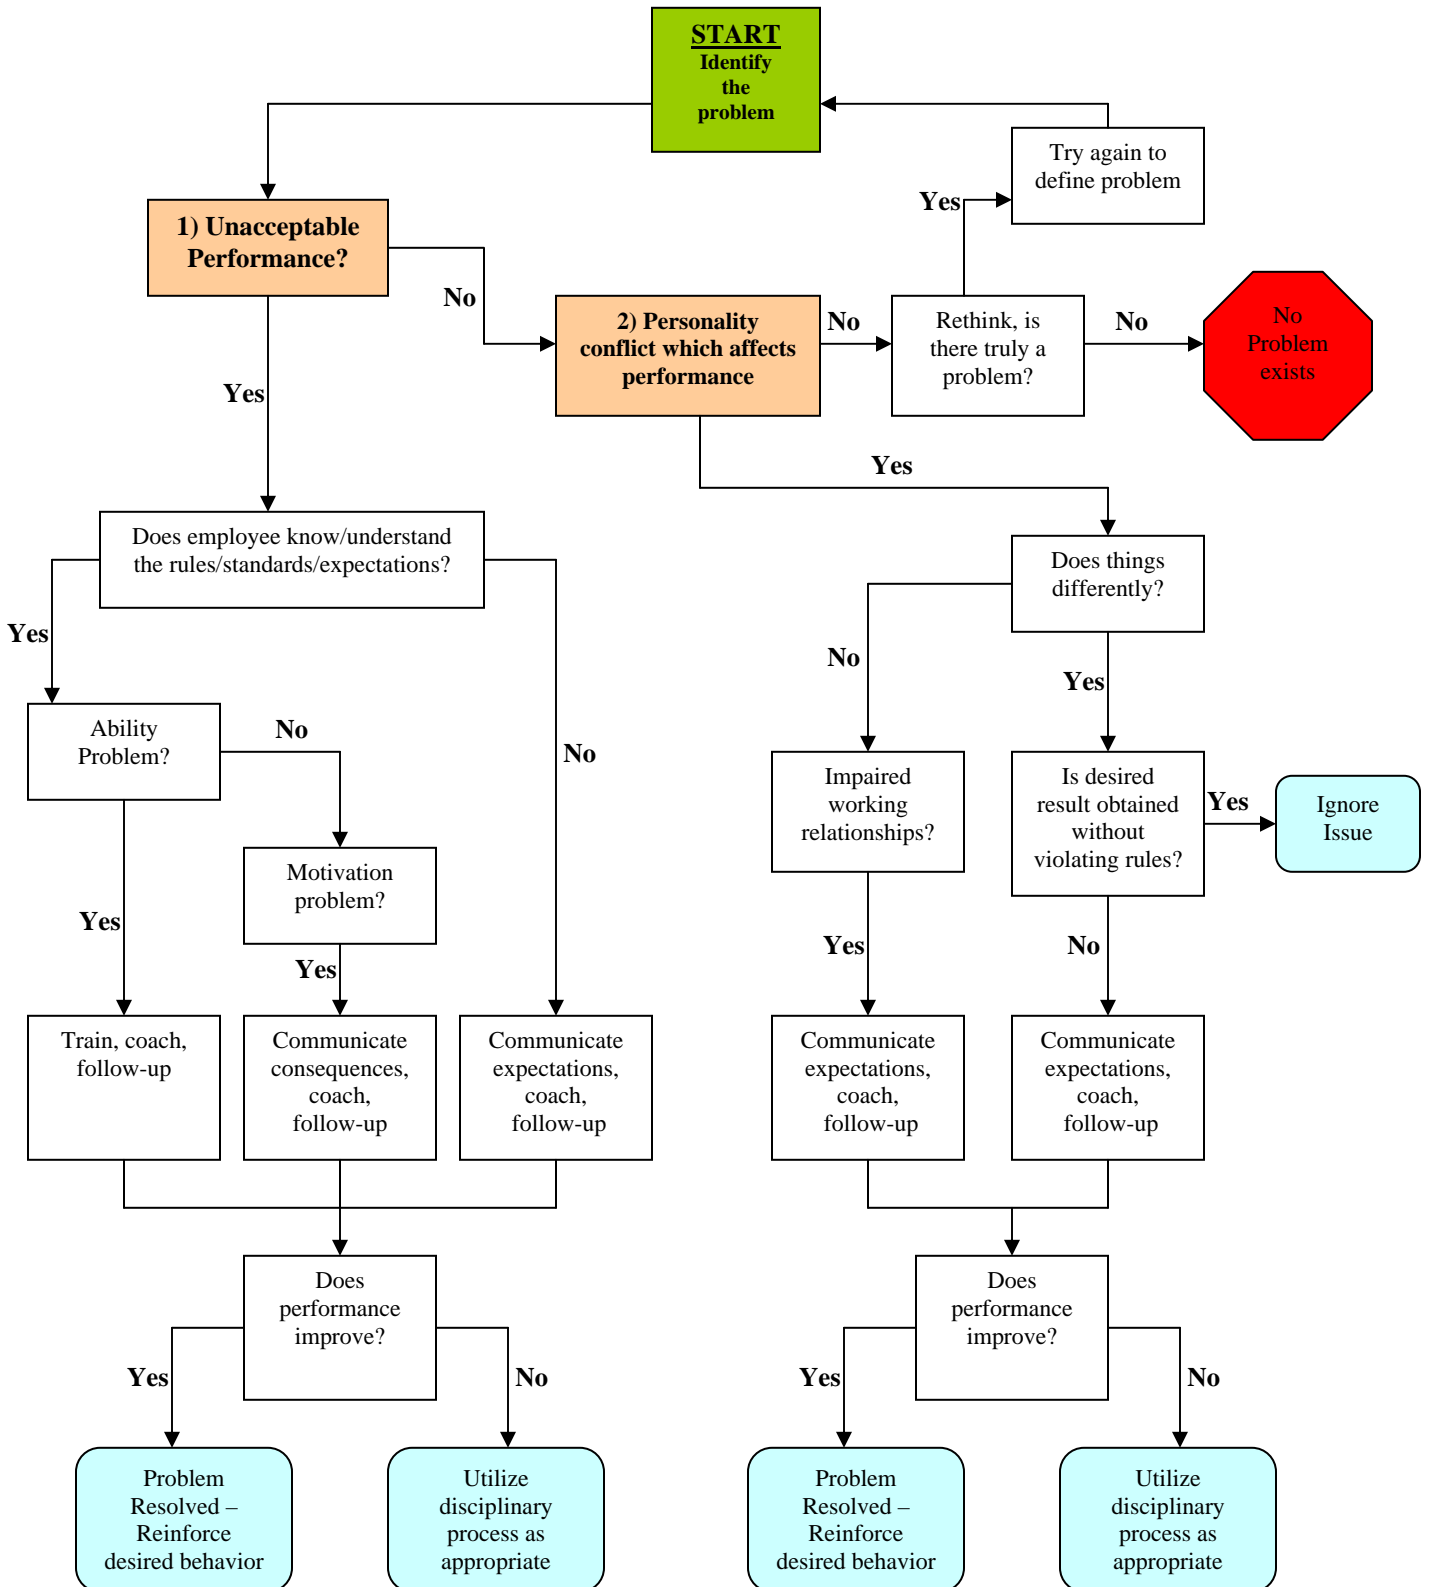 START
Identify
the
problem
Try again to
define problem
Yes
1) Unacceptable
Performance?
No
2) Personality
conflict which affects
performance
No
Rethink, is
there truly a
problem?
No
No
Problem
exists
Yes
Yes
Does employee know/understand
the rules/standards/expectations?
Does things
differently?
Yes
No
Yes
Ability
Problem?
No
No
Impaired
working
relationships?
Is desired
result obtained
without
violating rules?
Yes
Ignore
Issue
Motivation
problem?
Yes
Yes
Yes
No
Train, coach,
follow-up
Communicate
consequences,
coach,
follow-up
Communicate
expectations,
coach,
follow-up
Communicate
expectations,
coach,
follow-up
Communicate
expectations,
coach,
follow-up
Does
performance
improve?
Does
performance
improve?
Yes
No
Yes
No
Problem
Resolved –
Reinforce
desired behavior
Utilize
disciplinary
process as
appropriate
Problem
Resolved –
Reinforce
desired behavior
Utilize
disciplinary
process as
appropriate